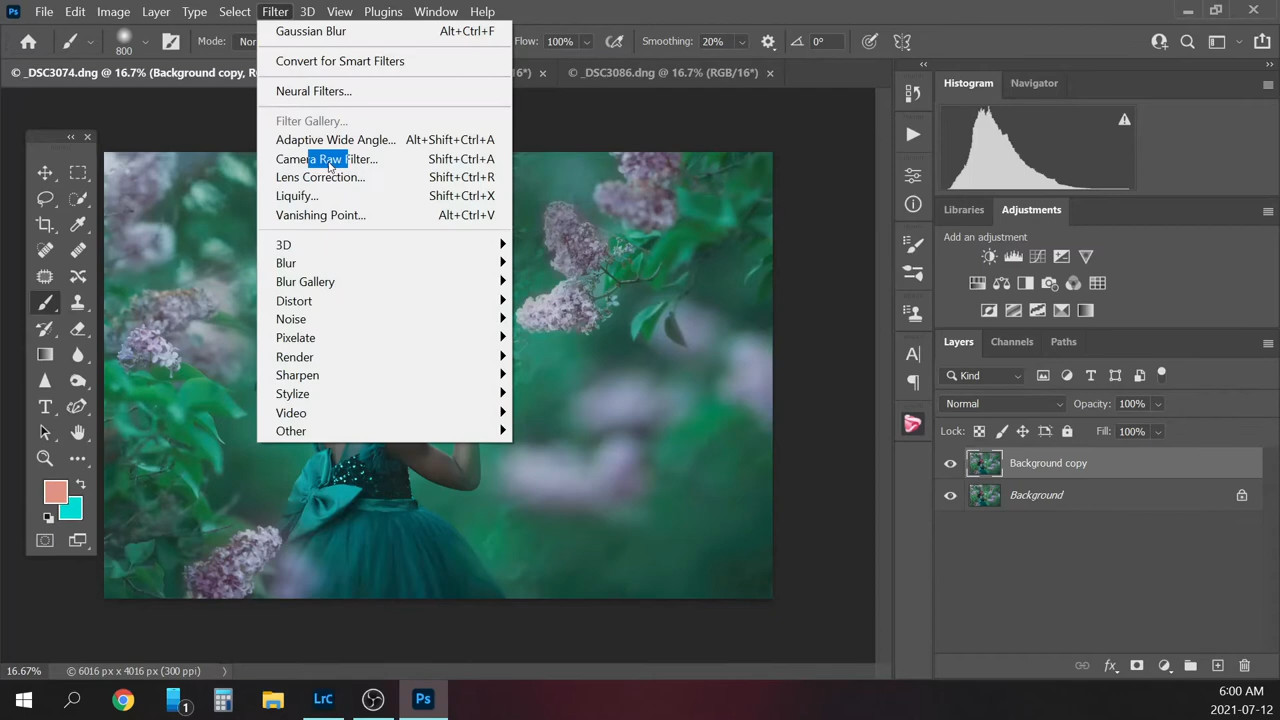 File Edit Image Layer Type Select Filter 3D View Plugins Window Help
800 Mode: Flow: 100% Smoothing: 20% 0°
© _DSC3074.dng @ 16.7% (Background copy, *) × © _DSC3086.dng @ 16.7% (RGB/16*) ×
Gaussian Blur Alt+Ctrl+F
Convert for Smart Filters
Neural Filters...
Filter Gallery...
Adaptive Wide Angle... Alt+Shift+Ctrl+A
Camera Raw Filter... Shift+Ctrl+A
Lens Correction... Shift+Ctrl+R
Liquify... Shift+Ctrl+X
Vanishing Point... Alt+Ctrl+V
3D
Blur
Blur Gallery
Distort
Noise
Pixelate
Render
Sharpen
Stylize
Video
Other
Histogram Navigator
Libraries Adjustments
Add an adjustment
Layers Channels Paths
Kind
Normal Opacity: 100%
Lock: Fill: 100%
Background copy
Background
16.67% © 6016 px x 4016 px (300 ppi)
1 Lrc Ps
6:00 AM
2021-07-12